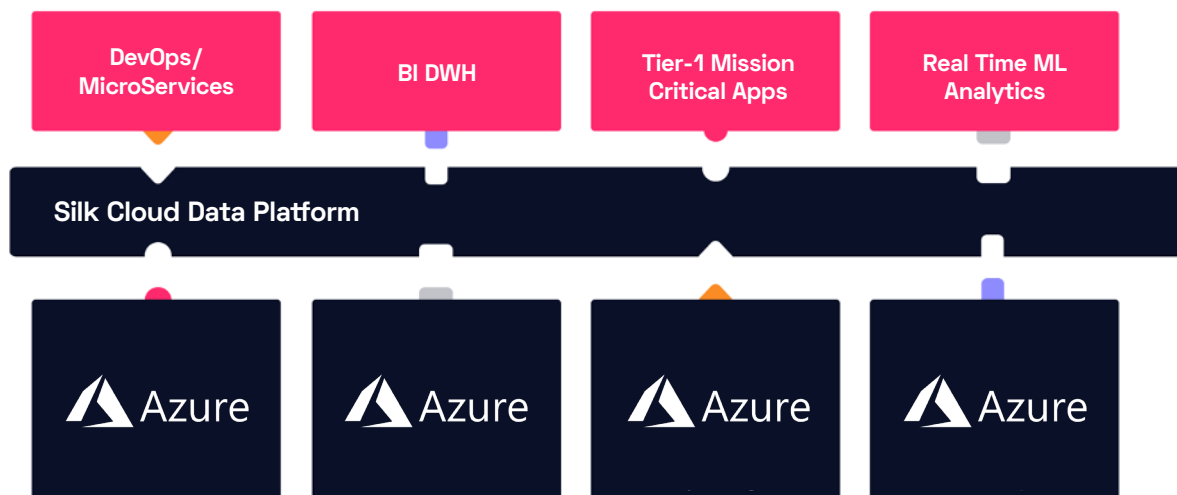 DevOps/
MicroServices
BI DWH
Tier-1 Mission
Critical Apps
Real Time ML
Analytics
Silk Cloud Data Platform
Azure
Azure
Azure
Azure